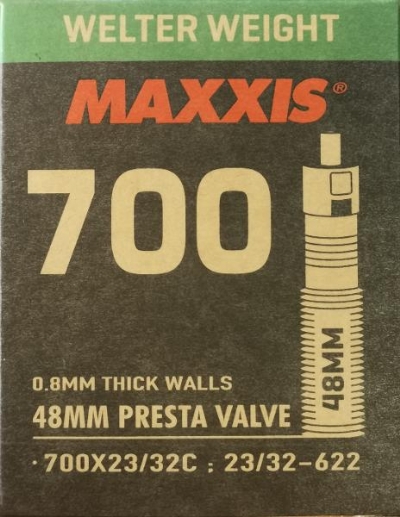 WELTER WEIGHT
MAXXIS®
700
48MM
0.8MM THICK WALLS
48MM PRESTA VALVE
·700X23/32C : 23/32-622